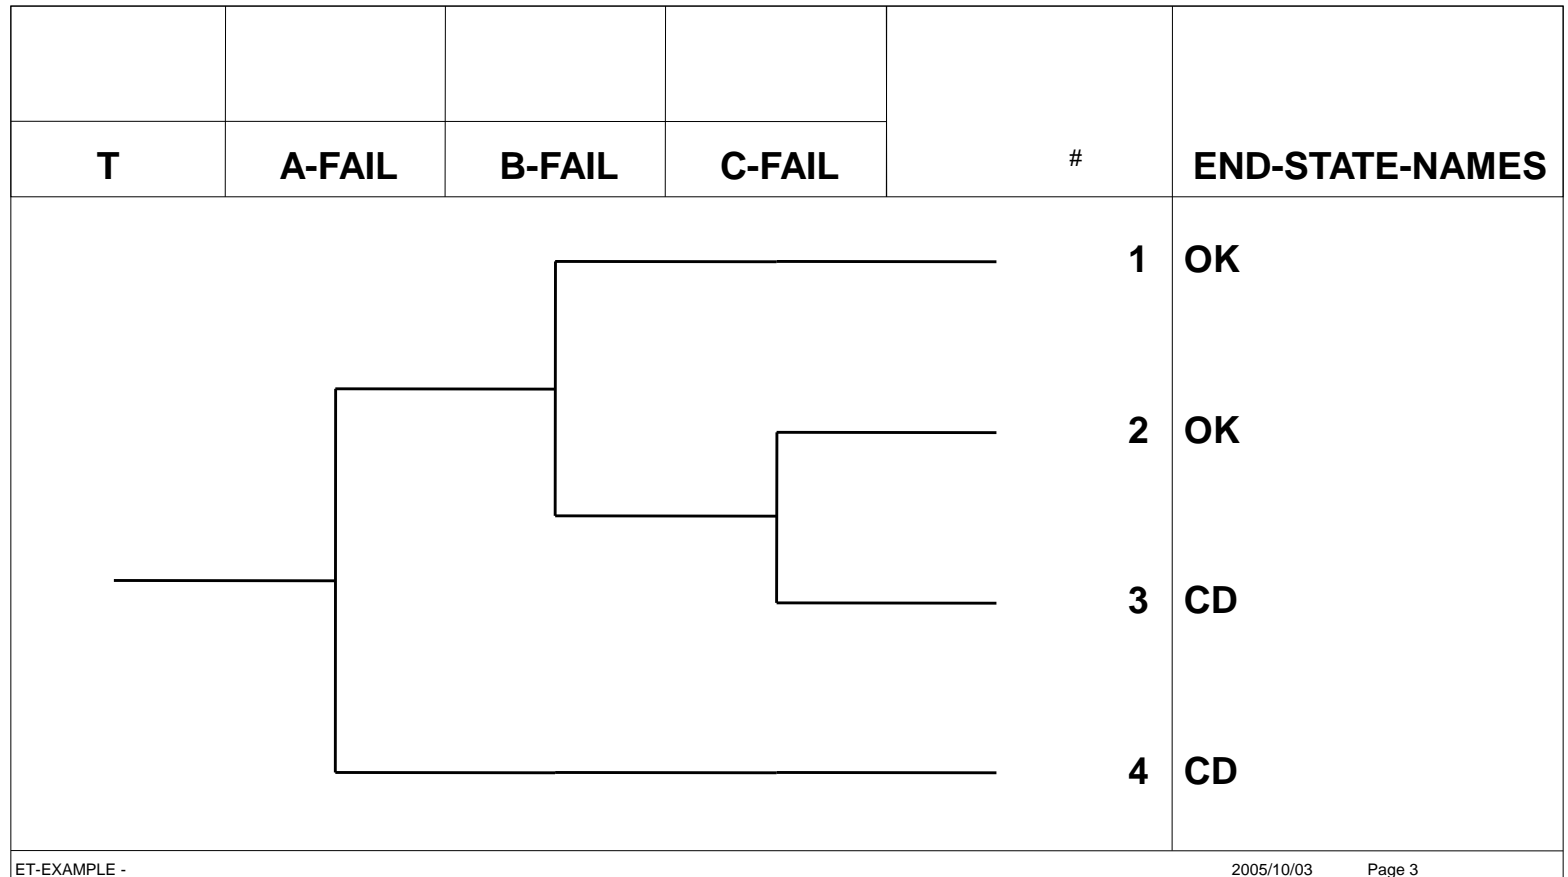 T A-FAIL B-FAIL C-FAIL # END-STATE-NAMES
1 OK
2 OK
3 CD
4 CD
ET-EXAMPLE - 2005/10/03 Page 3